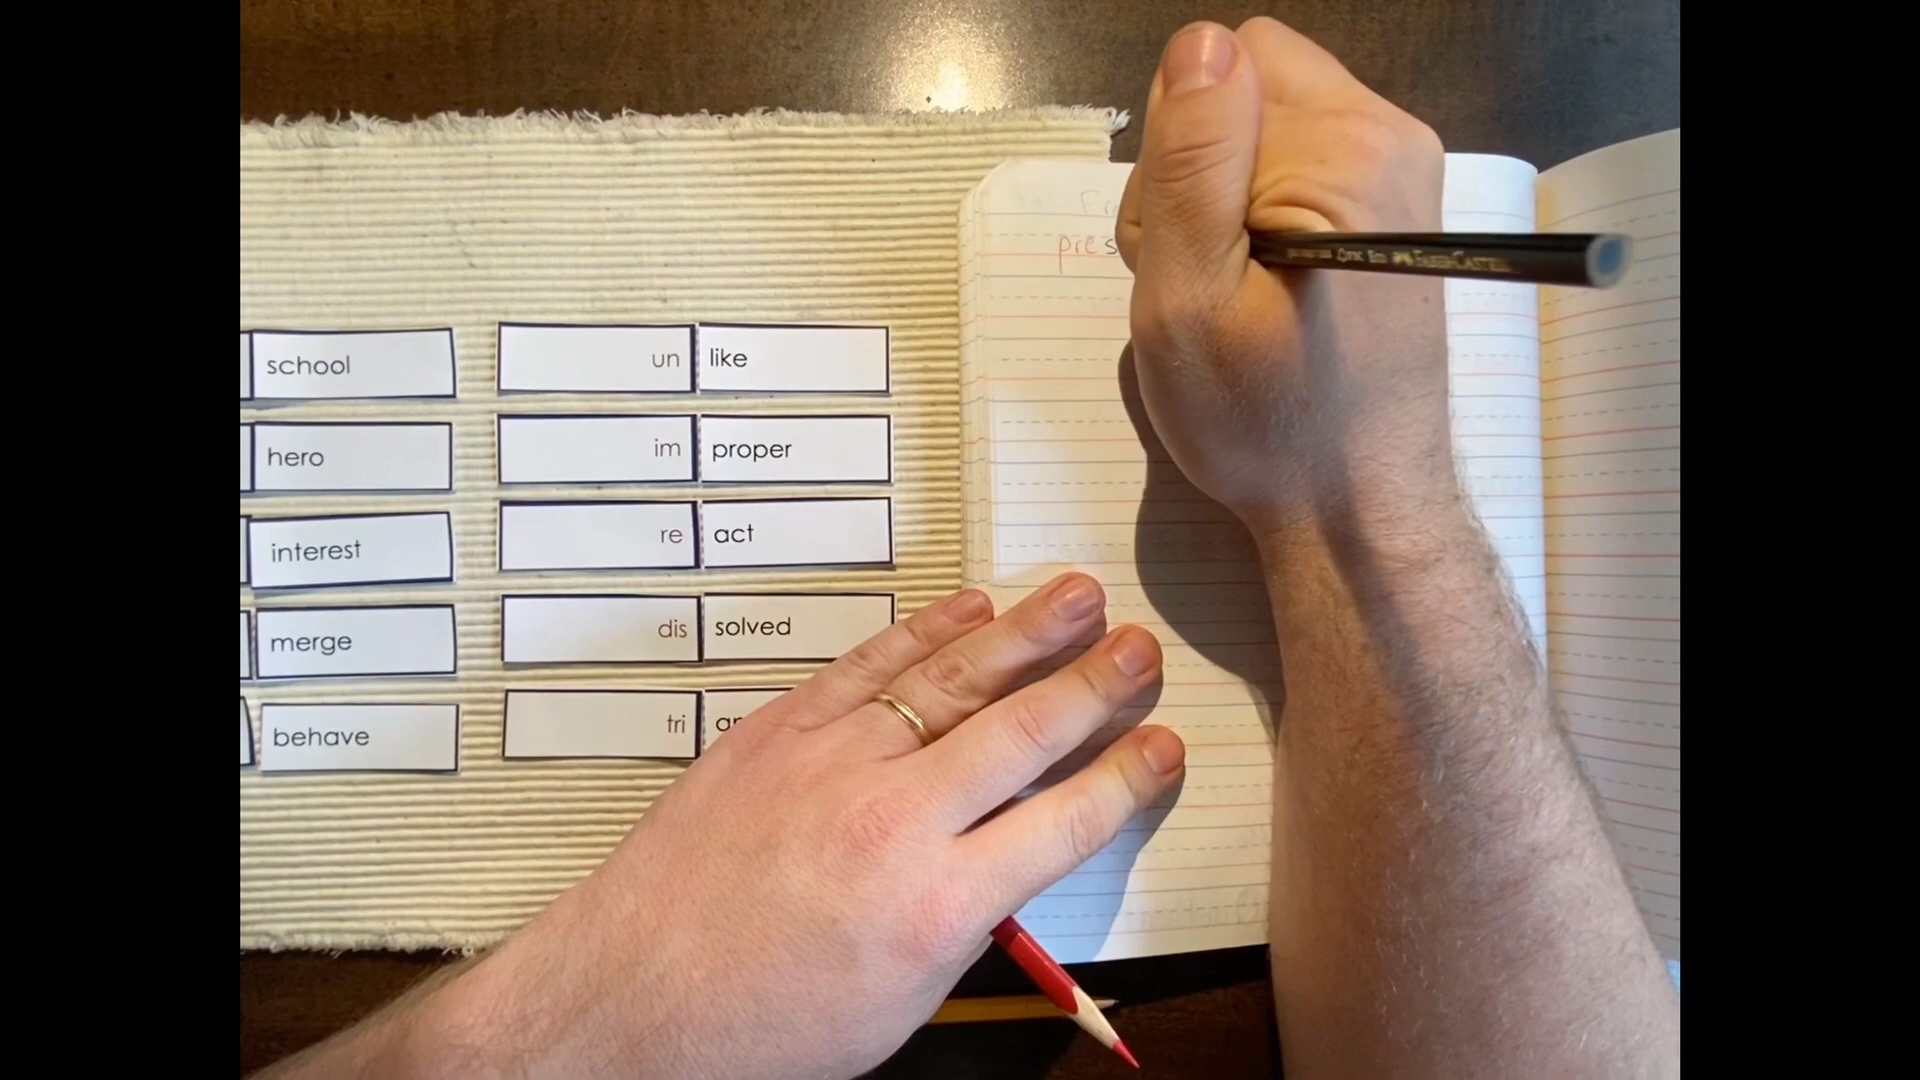 school
hero
interest
merge
behave
un like
im proper
re act
dis solved
tri
pres
FABER-CASTELL